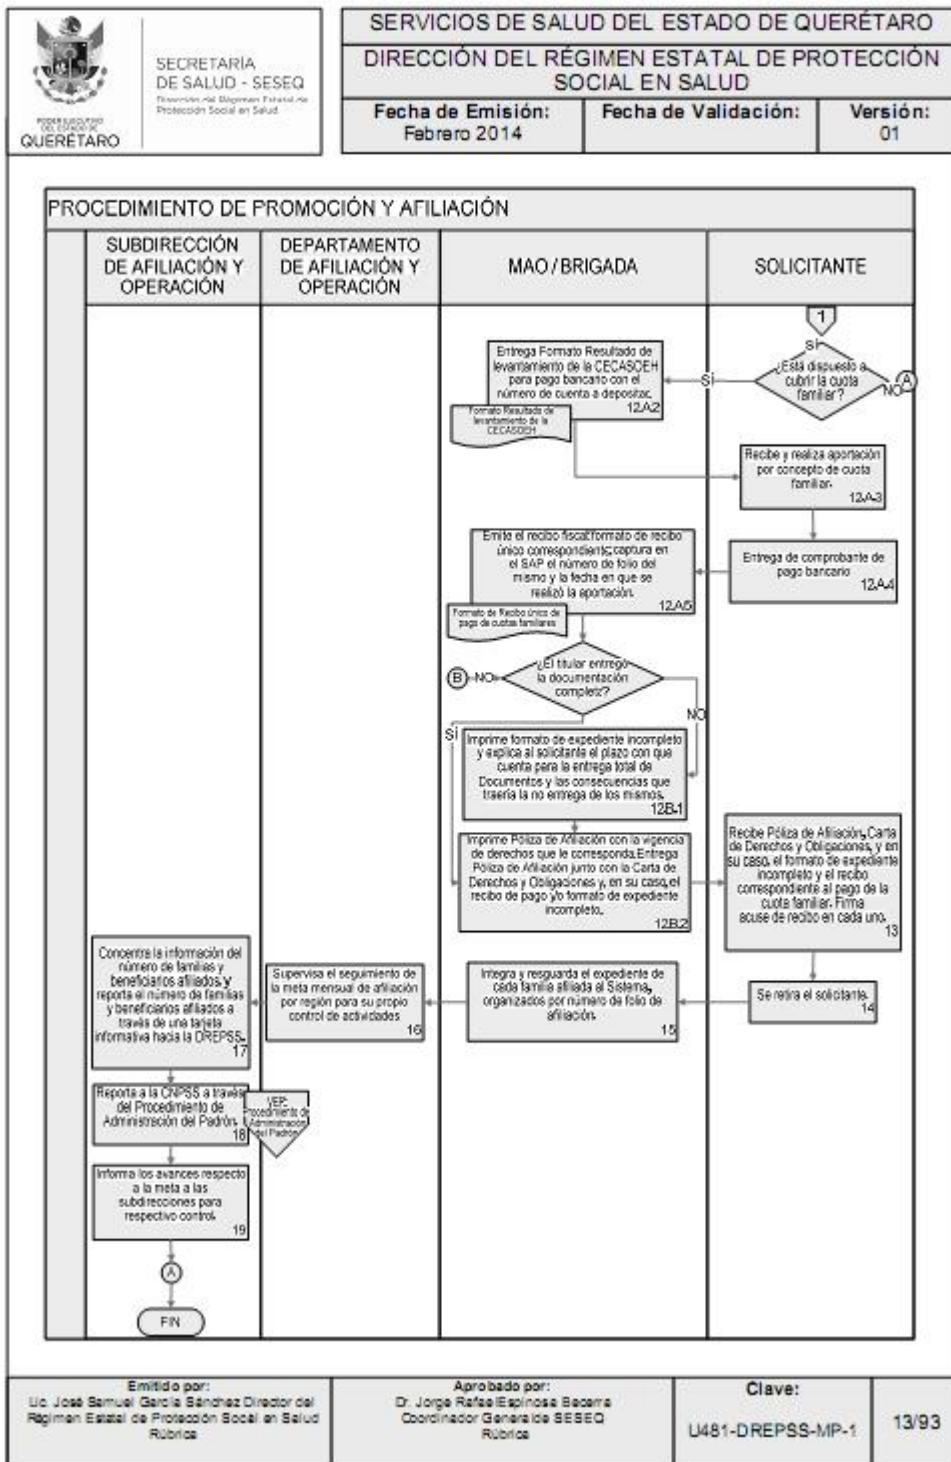 PODER EJECUTIVO
DEL ESTADO DE
QUERÉTARO
SECRETARÍA
DE SALUD - SESEQ
Dirección del Régimen Estatal de
Protección Social en Salud
SERVICIOS DE SALUD DEL ESTADO DE QUERÉTARO
DIRECCIÓN DEL RÉGIMEN ESTATAL DE PROTECCIÓN
SOCIAL EN SALUD
Fecha de Emisión:
Febrero 2014
Fecha de Validación:
Versión:
01
PROCEDIMIENTO DE PROMOCIÓN Y AFILIACIÓN
SUBDIRECCIÓN
DE AFILIACIÓN Y
OPERACIÓN
DEPARTAMENTO
DE AFILIACIÓN Y
OPERACIÓN
MAO / BRIGADA
SOLICITANTE
1
SÍ
¿Está dispuesto a
cubrir la cuota
familiar?
NO
A
SÍ
Entrega Formato Resultado de
levantamiento de la CECASOEH
para pago bancario con el
número de cuenta a depositar.
12.A.2
Formato Resultado de
levantamiento de la
CECASOEH
Recibe y realiza aportación
por concepto de cuota
familiar.
12.A.3
Entrega de comprobante de
pago bancario
12.A.4
Emite el recibo fiscal:formato de recibo
único correspondiente, captura en
el SAP el número de folio del
mismo y la fecha en que se
realizó la aportación.
12.A.5
Formato de Recibo único de
pago de cuotas familiares
B
NO
¿El titular entregó
la documentación
completa?
NO
SÍ
Imprime formato de expediente incompleto
y explica al solicitante el plazo con que
cuenta para la entrega total de
Documentos y las consecuencias que
traería la no entrega de los mismos.
12B.1
Imprime Póliza de Afiliación con la vigencia
de derechos que le corresponda. Entrega
Póliza de Afiliación junto con la Carta de
Derechos y Obligaciones y, en su caso, el
recibo de pago y/o formato de expediente
incompleto.
12B.2
Recibe Póliza de Afiliación, Carta
de Derechos y Obligaciones, y en
su caso, el formato de expediente
incompleto y el recibo
correspondiente al pago de la
cuota familiar. Firma
acuse de recibo en cada uno.
13
Se retira el solicitante.
14
Integra y resguarda el expediente de
cada familia afiliada al Sistema,
organizados por número de folio de
afiliación.
15
Supervisa el seguimiento de
la meta mensual de afiliación
por región para su propio
control de actividades
16
Concentra la información del
número de familias y
beneficiarios afiliados, y
reporta el número de familias
y beneficiarios afiliados a
través de una tarjeta
informativa hacia la DREPSS.
17
Reporta a la CNPSS a través
del Procedimiento de
Administración del Padrón.
18
VER:
Procedimiento de
Administración
del Padrón
Informa los avances respecto
a la meta a las
subdirecciones para
respectivo control.
19
A
FIN
Emitido por:
Lic. José Samuel García Sánchez Director del
Régimen Estatal de Protección Social en Salud
Rúbrica
Aprobado por:
Dr. Jorge Rafael Espinosa Becerra
Coordinador General de SESEQ
Rúbrica
Clave:
U481-DREPSS-MP-1
13/93